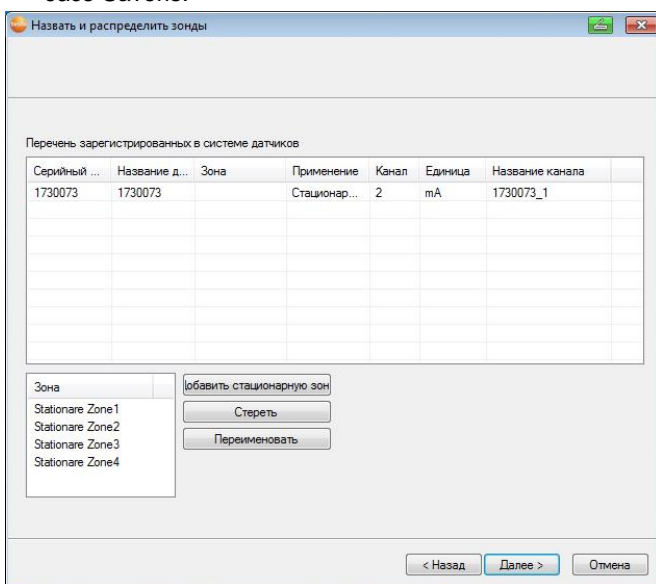 Назвать и распределить зонды
Перечень зарегистрированных в системе датчиков
Серийный ... Название д... Зона Применение Канал Единица Название канала
1730073 1730073 Стационар... 2 mA 1730073_1
Зона
Stationare Zone1
Stationare Zone2
Stationare Zone3
Stationare Zone4
обавить стационарную зон
Стереть
Переименовать
< Назад Далее > Отмена